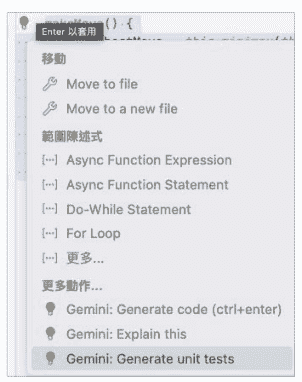 makeMove() {
Enter 以套用
移動
Move to file
Move to a new file
範圍陳述式
[···] Async Function Expression
[···] Async Function Statement
[···] Do-While Statement
[···] For Loop
[···] 更多...
更多動作...
Gemini: Generate code (ctrl+enter)
Gemini: Explain this
Gemini: Generate unit tests